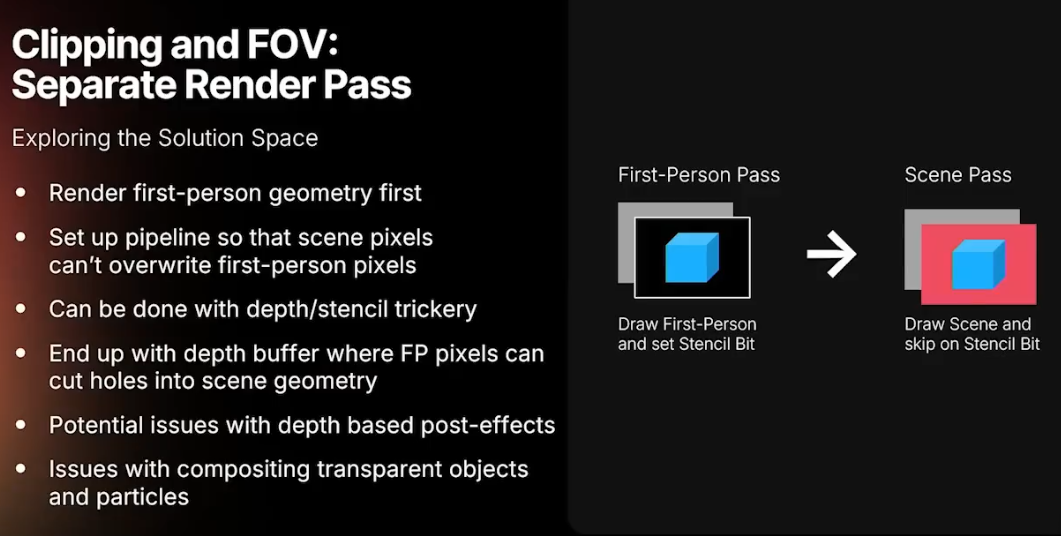 Clipping and FOV:
Separate Render Pass
Exploring the Solution Space
• Render first-person geometry first
• Set up pipeline so that scene pixels
can't overwrite first-person pixels
• Can be done with depth/stencil trickery
• End up with depth buffer where FP pixels can
cut holes into scene geometry
• Potential issues with depth based post-effects
• Issues with compositing transparent objects
and particles
First-Person Pass
Draw First-Person
and set Stencil Bit
Scene Pass
Draw Scene and
skip on Stencil Bit